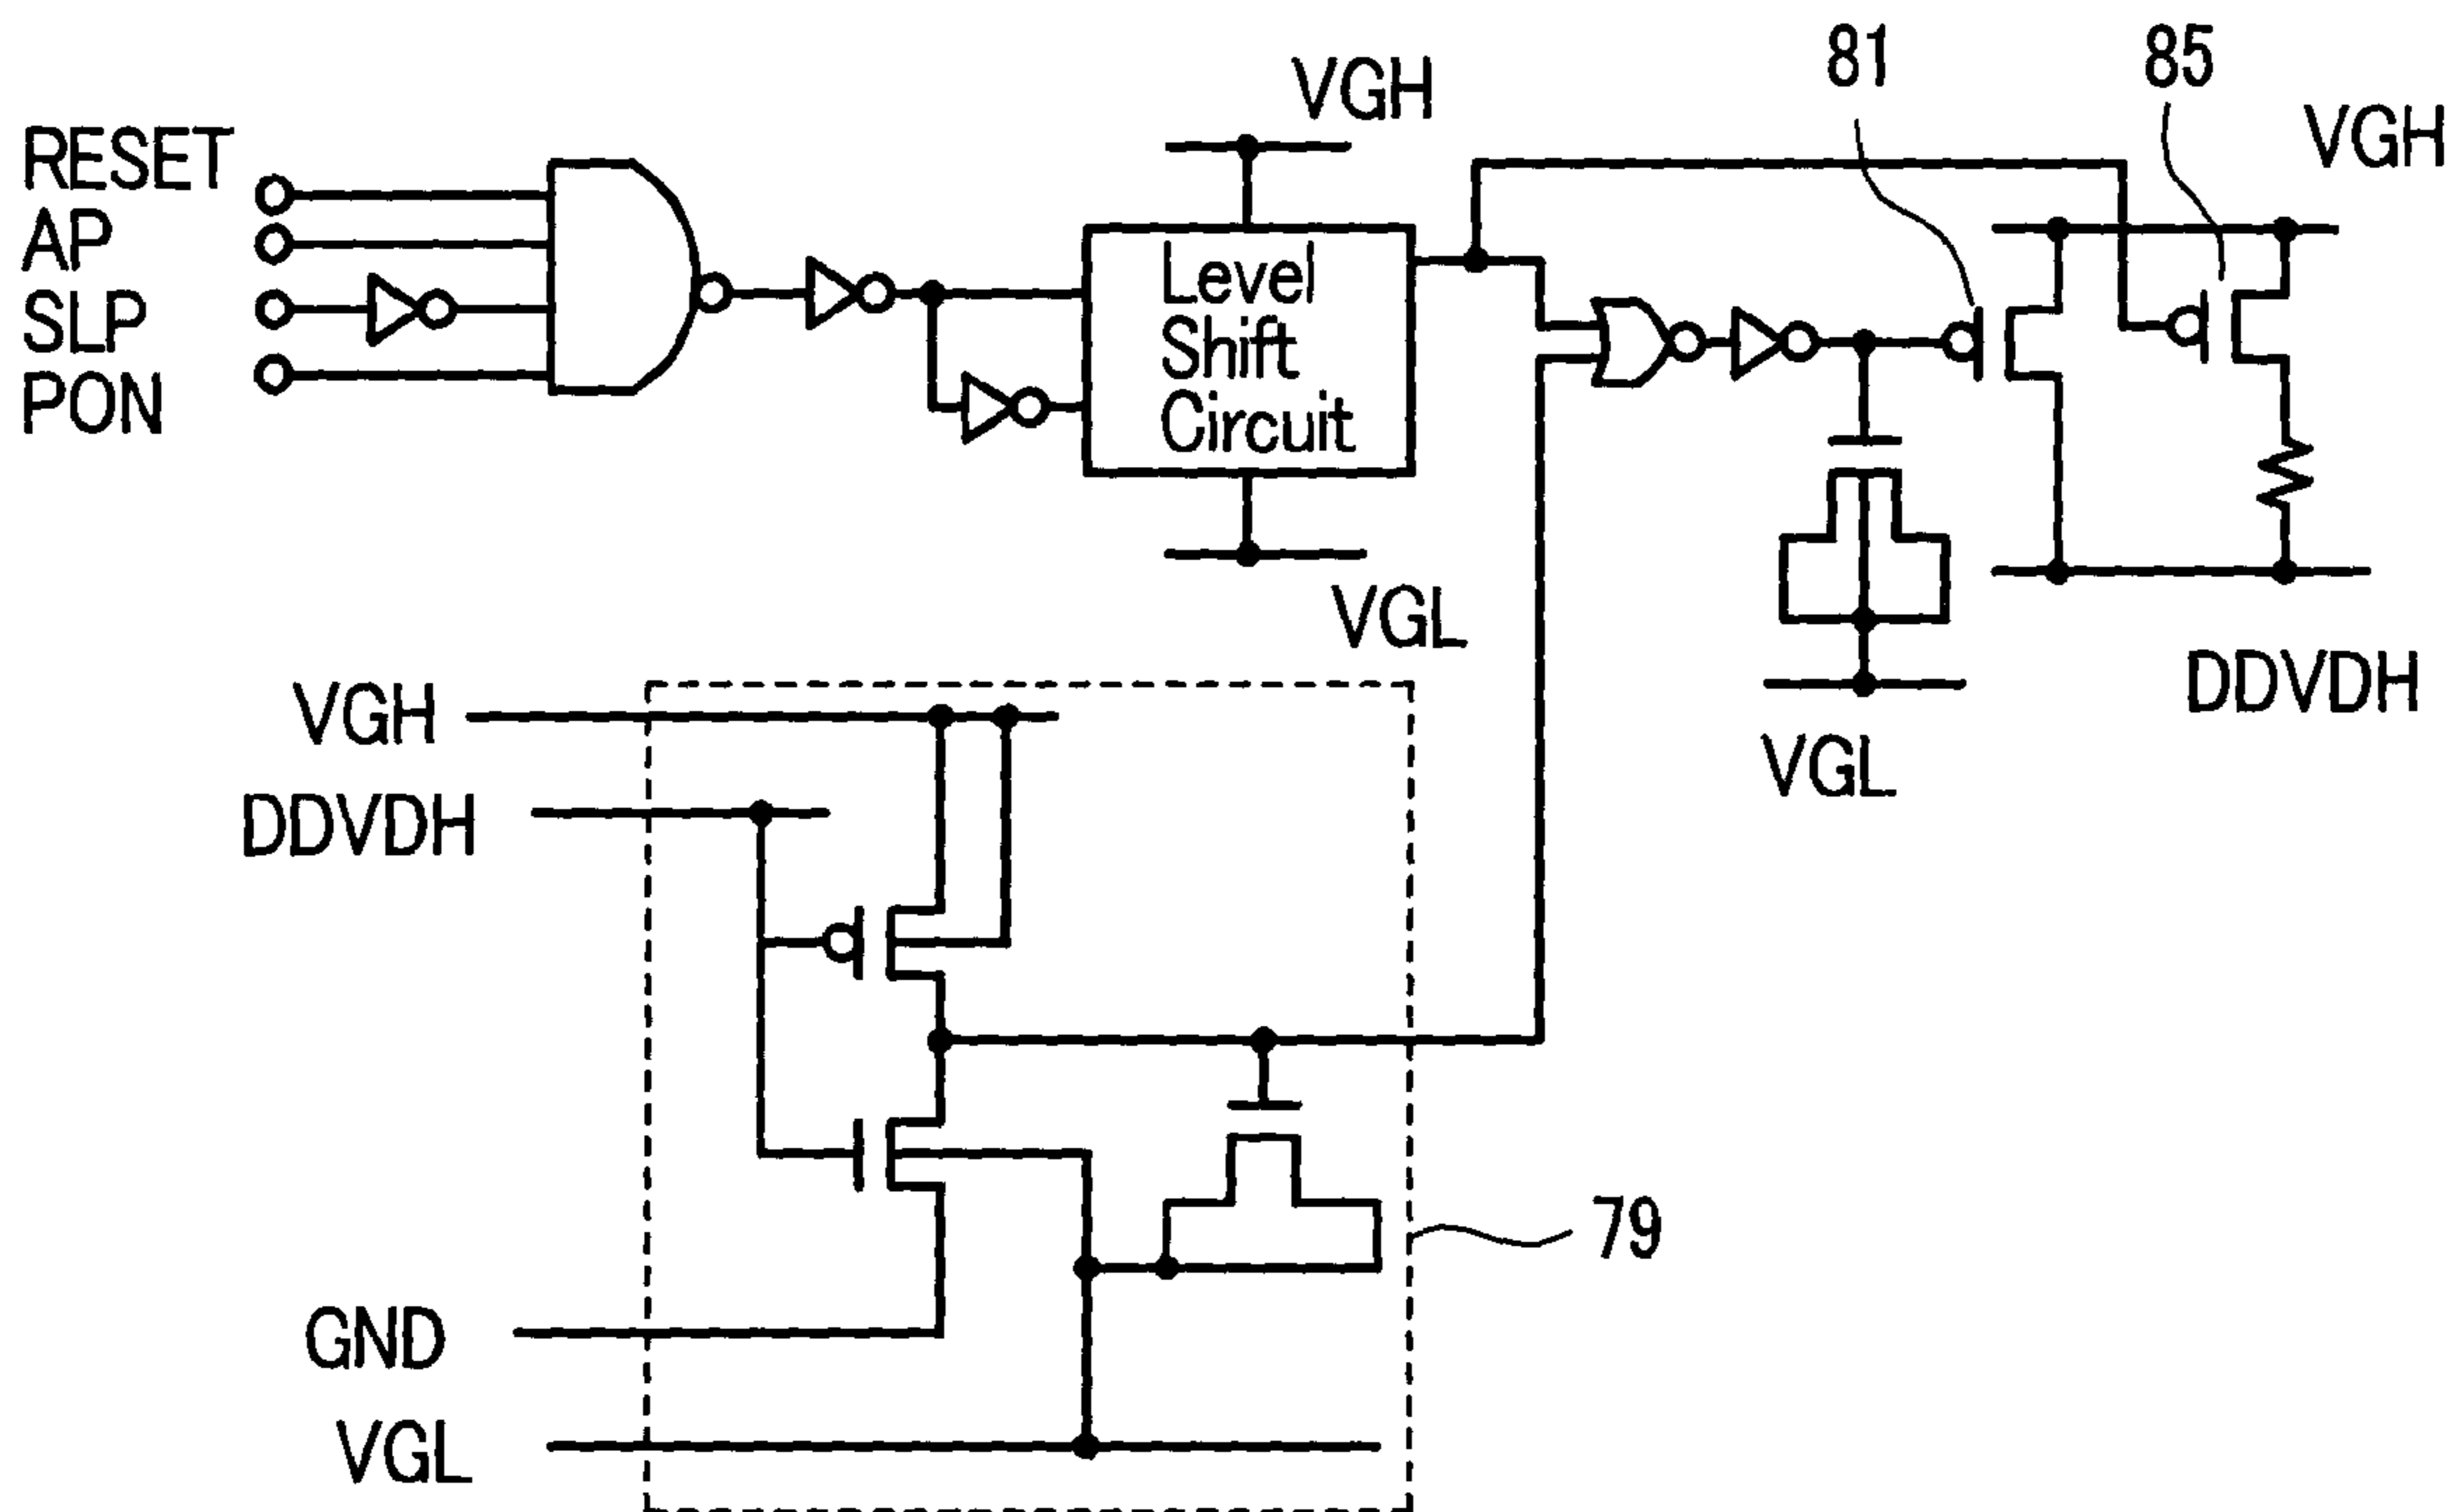 81
85
VGH
VGH
RESET
AP
SLP
PON
Level
Shift
Circuit
VGL
DDVDH
VGL
VGH
DDVDH
79
GND
VGL